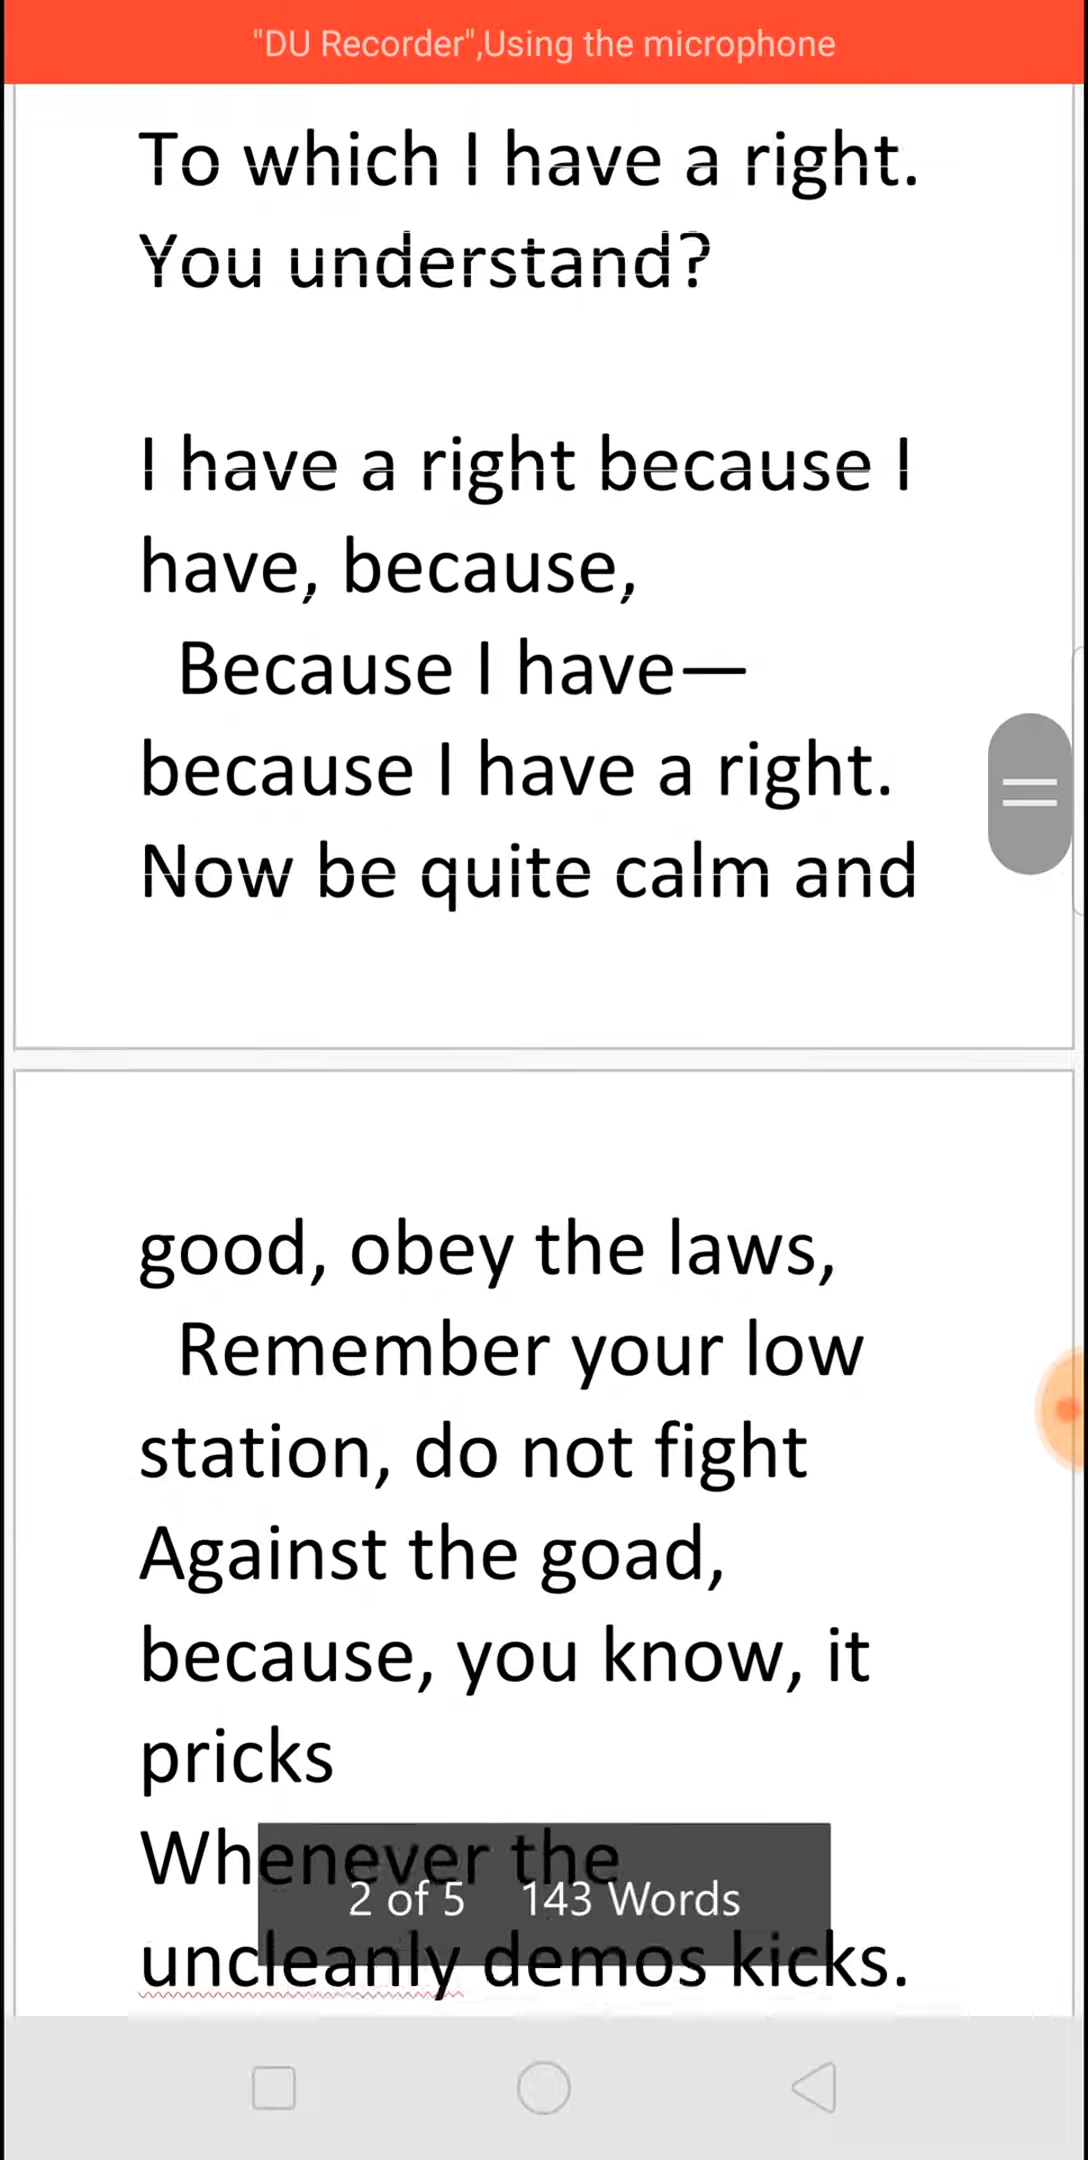 "DU Recorder",Using the microphone
To which I have a right.
You understand?
I have a right because I
have, because,
Because I have—
because I have a right.
Now be quite calm and
good, obey the laws,
Remember your low
station, do not fight
Against the goad,
because, you know, it
pricks
Whenever the
2 of 5 143 Words
uncleanly demos kicks.